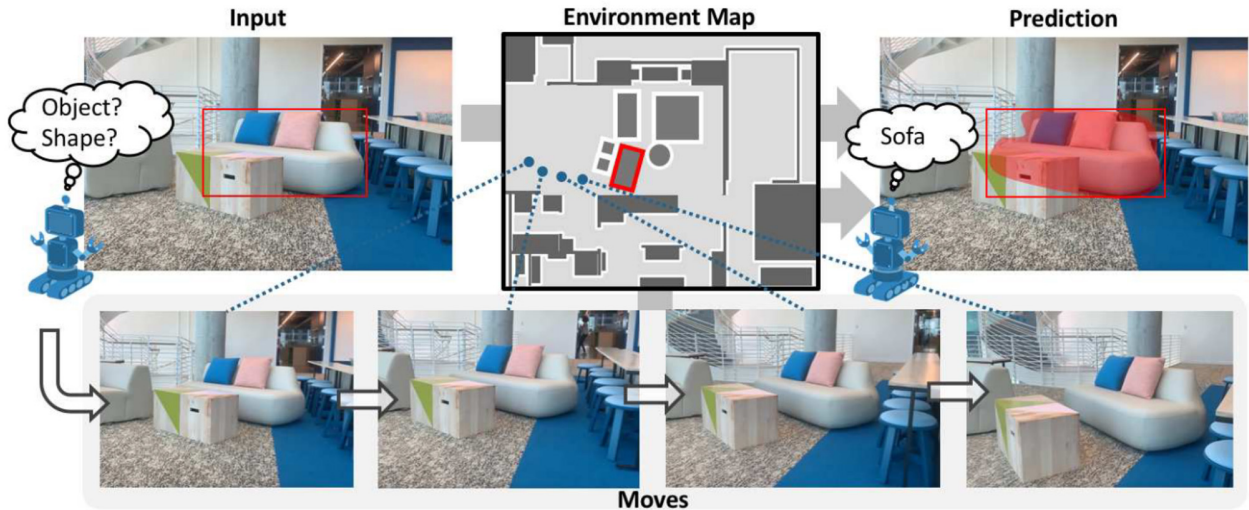 Input
Environment Map
Prediction
Object?
Shape?
Sofa
Moves